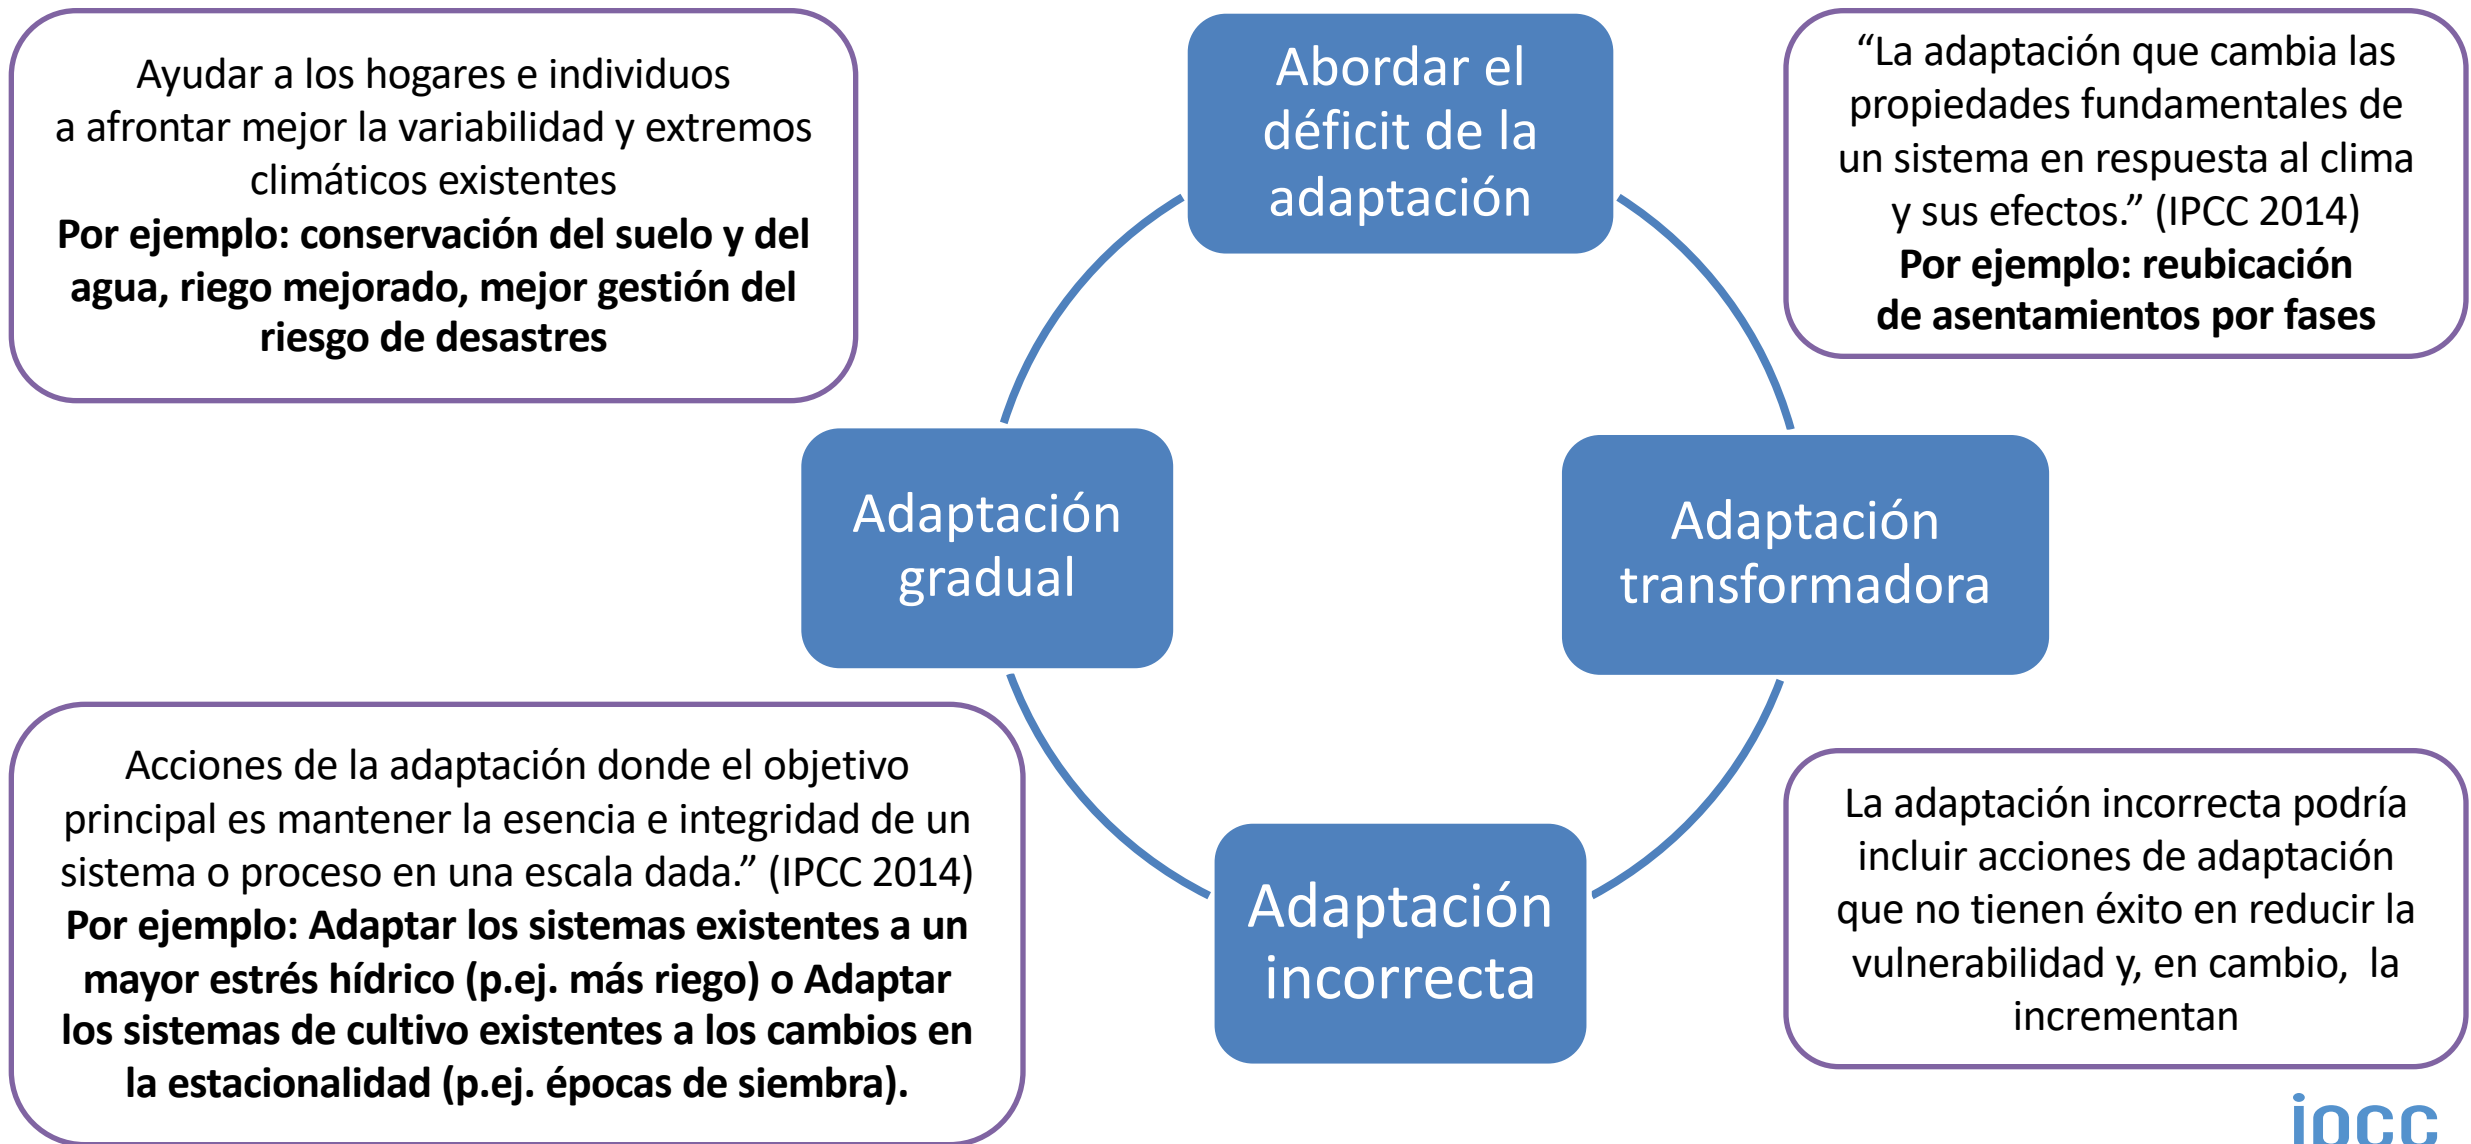 Ayudar a los hogares e individuos
a afrontar mejor la variabilidad y extremos
climáticos existentes
Por ejemplo: conservación del suelo y del
agua, riego mejorado, mejor gestión del
riesgo de desastres
Abordar el
déficit de la
adaptación
“La adaptación que cambia las
propiedades fundamentales de
un sistema en respuesta al clima
y sus efectos.” (IPCC 2014)
Por ejemplo: reubicación
de asentamientos por fases
Adaptación
gradual
Adaptación
transformadora
Acciones de la adaptación donde el objetivo
principal es mantener la esencia e integridad de un
sistema o proceso en una escala dada.” (IPCC 2014)
Por ejemplo: Adaptar los sistemas existentes a un
mayor estrés hídrico (p.ej. más riego) o Adaptar
los sistemas de cultivo existentes a los cambios en
la estacionalidad (p.ej. épocas de siembra).
Adaptación
incorrecta
La adaptación incorrecta podría
incluir acciones de adaptación
que no tienen éxito en reducir la
vulnerabilidad y, en cambio, la
incrementan
ipcc